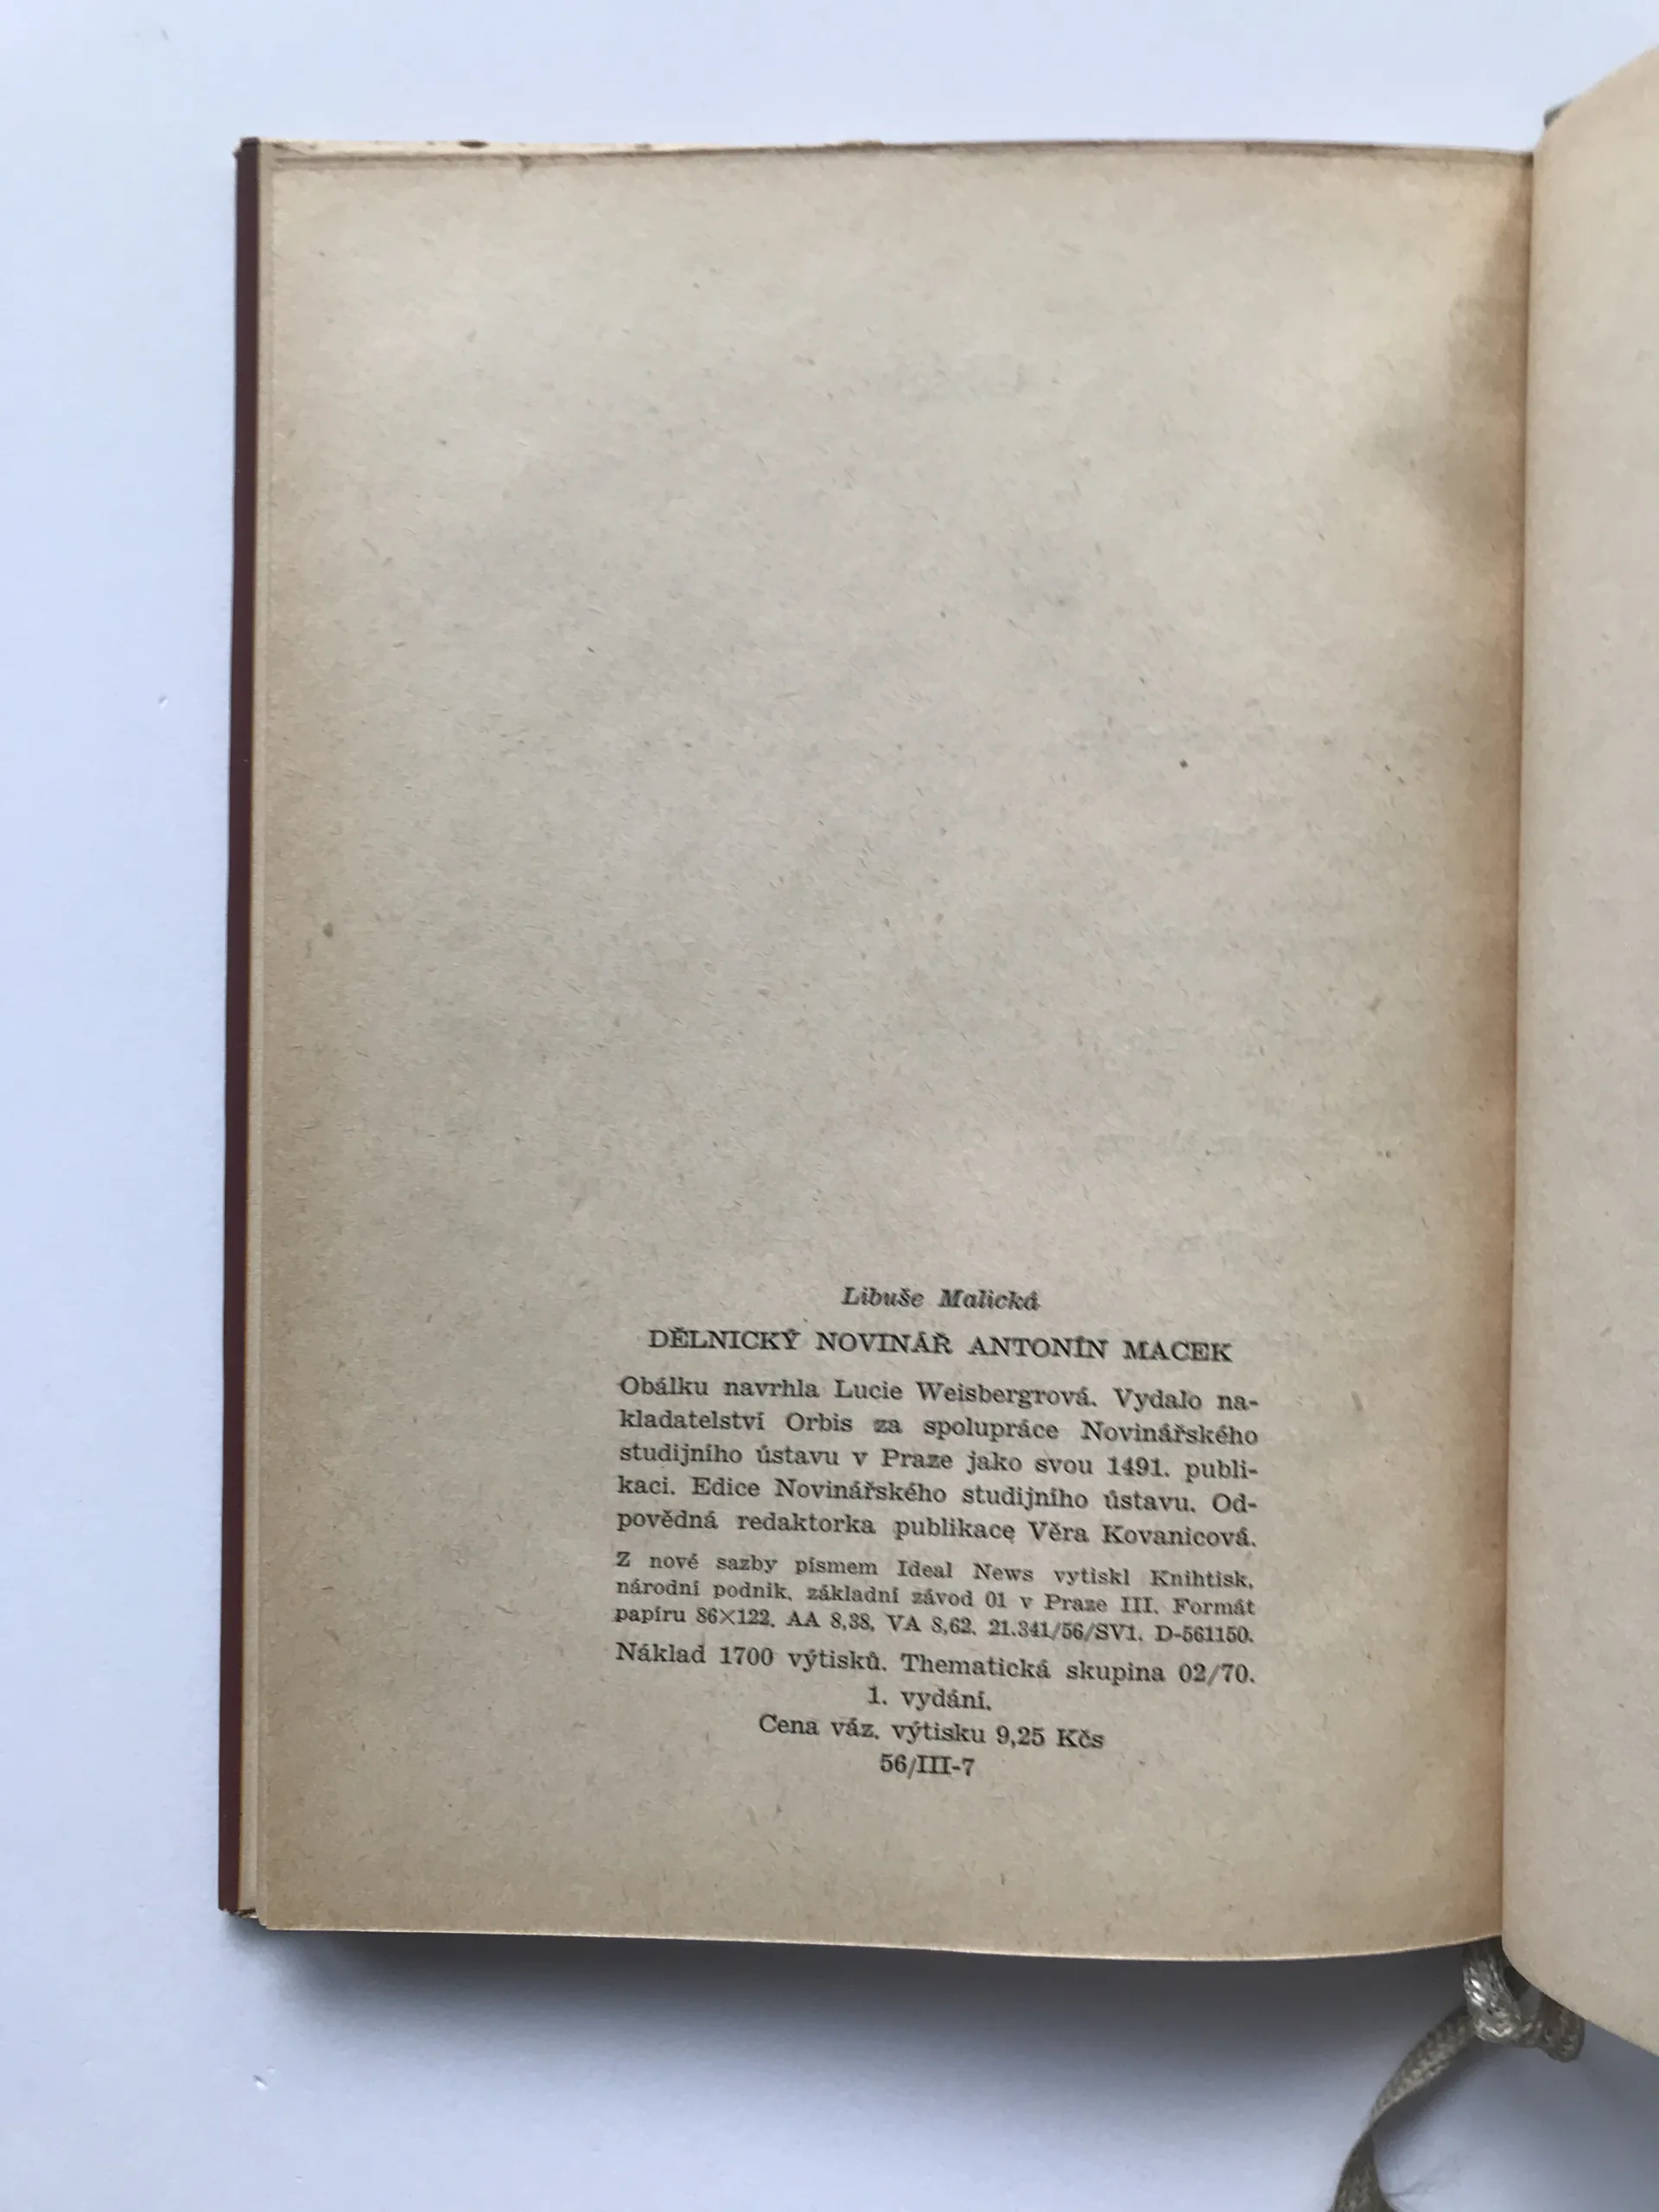 Libuše Malická
DĚLNICKÝ NOVINÁŘ ANTONÍN MACEK
Obálku navrhla Lucie Weisbergrová. Vydalo na-
kladatelství Orbis za spolupráce Novinářského
studijního ústavu v Praze jako svou 1491. publi-
kaci. Edice Novinářského studijního ústavu. Od-
povědná redaktorka publikace Věra Kovanicová.
Z nové sazby písmem Ideal News vytiskl Knihtisk,
národní podnik, základní závod 01 v Praze III. Formát
papíru 86×122. AA 8,38, VA 8,62. 21.341/56/SV1. D-561150.
Náklad 1700 výtisků. Thematická skupina 02/70.
1. vydání.
Cena váz. výtisku 9,25 Kčs
56/III-7